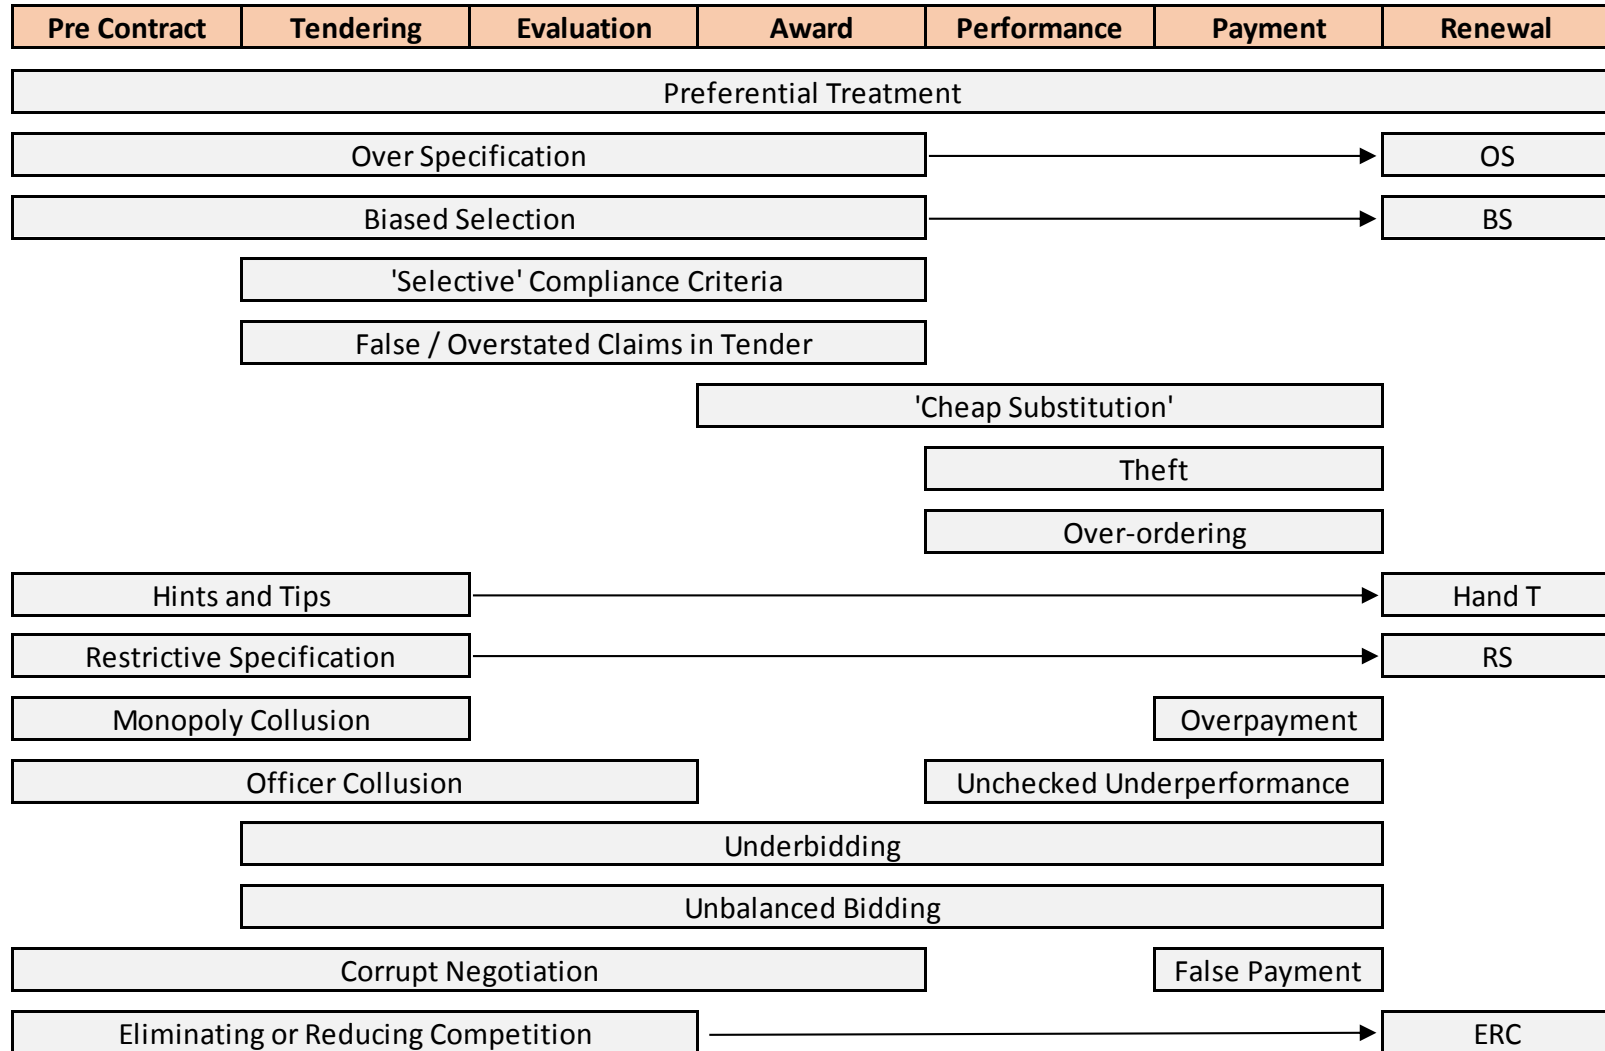 Pre Contract Tendering Evaluation Award Performance Payment Renewal
Preferential Treatment
Over Specification OS
Biased Selection BS
'Selective' Compliance Criteria
False / Overstated Claims in Tender
'Cheap Substitution'
Theft
Over-ordering
Hints and Tips Hand T
Restrictive Specification RS
Monopoly Collusion Overpayment
Officer Collusion Unchecked Underperformance
Underbidding
Unbalanced Bidding
Corrupt Negotiation False Payment
Eliminating or Reducing Competition ERC